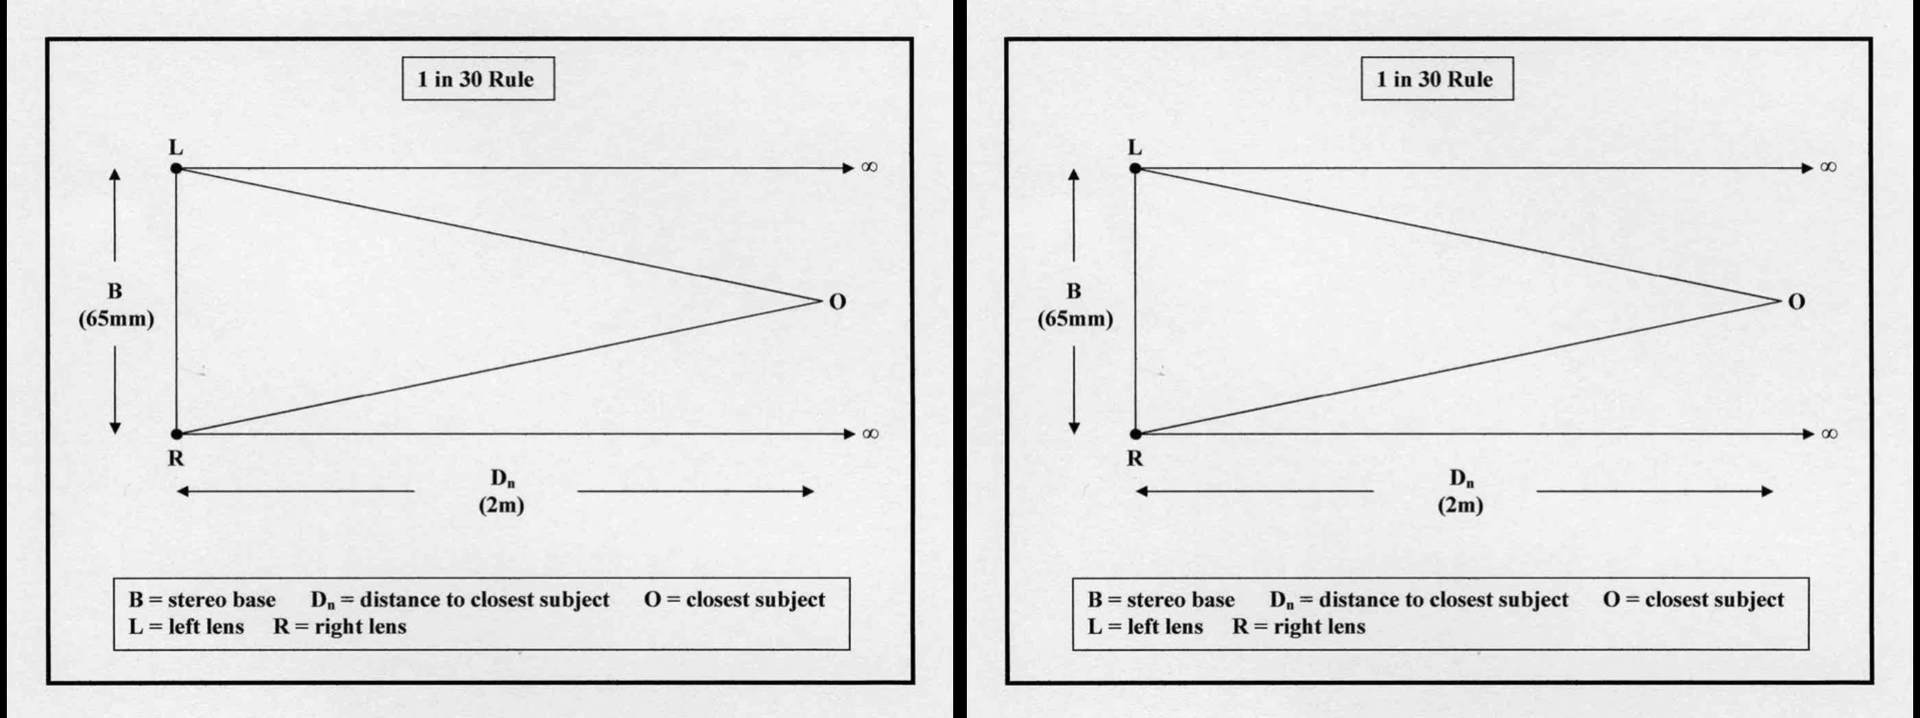 1 in 30 Rule
L
∞
B
(65mm)
O
∞
R
Dn
(2m)
B = stereo base Dn = distance to closest subject O = closest subject
L = left lens R = right lens
1 in 30 Rule
L
∞
B
(65mm)
O
∞
R
Dn
(2m)
B = stereo base Dn = distance to closest subject O = closest subject
L = left lens R = right lens